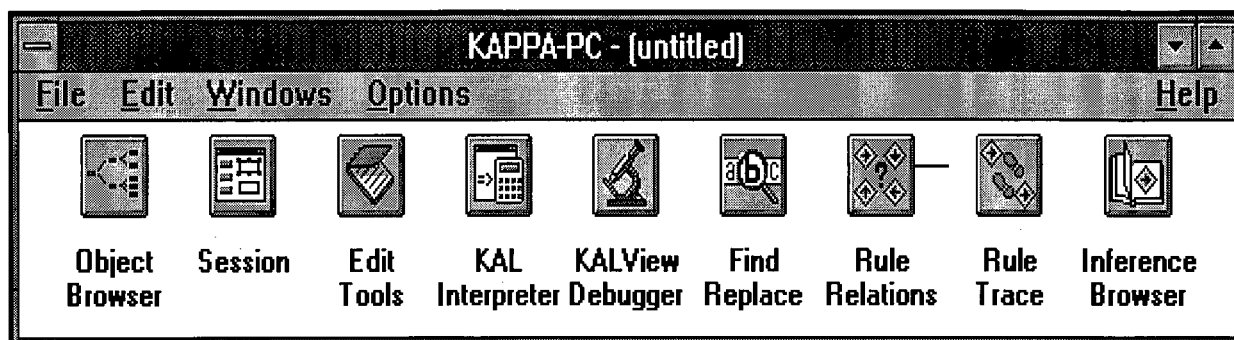 KAPPA-PC - (untitled)
File Edit Windows Options Help
a b c
?
=>
Object Browser
Session
Edit Tools
KAL Interpreter
KALView Debugger
Find Replace
Rule Relations
Rule Trace
Inference Browser